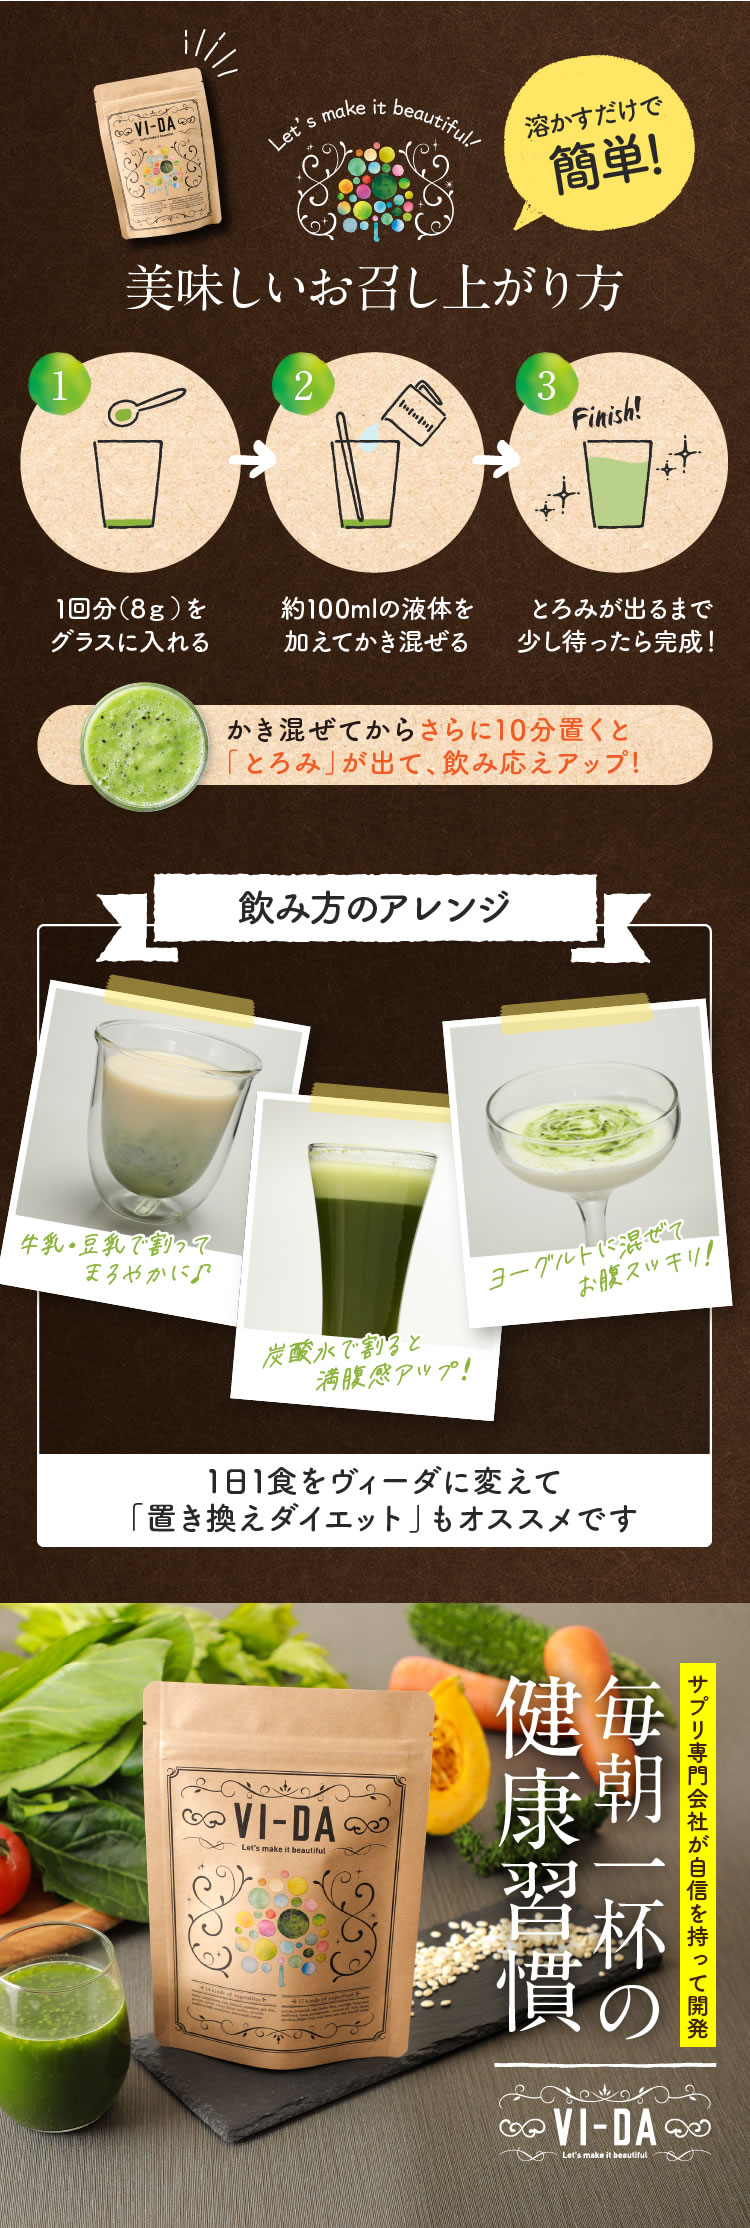 VI-DA
Let's make it beautiful
Let's make it beautiful!
溶かすだけで
簡単!
美味しいお召し上がり方
1
2
3
Finish!
1回分(8g)を
グラスに入れる
約100mlの液体を
加えてかき混ぜる
とろみが出るまで
少し待ったら完成!
かき混ぜてからさらに10分置くと
「とろみ」が出て、飲み応えアップ!
飲み方のアレンジ
牛乳・豆乳で割って
まろやかに♪
炭酸水で割ると
満腹感アップ!
ヨーグルトに混ぜて
お腹スッキリ!
1日1食をヴィーダに変えて
「置き換えダイエット」もオススメです
サプリ専門会社が自信を持って開発
毎朝一杯の
健康習慣
VI-DA
Let's make it beautiful
VI-DA
Let's make it beautiful